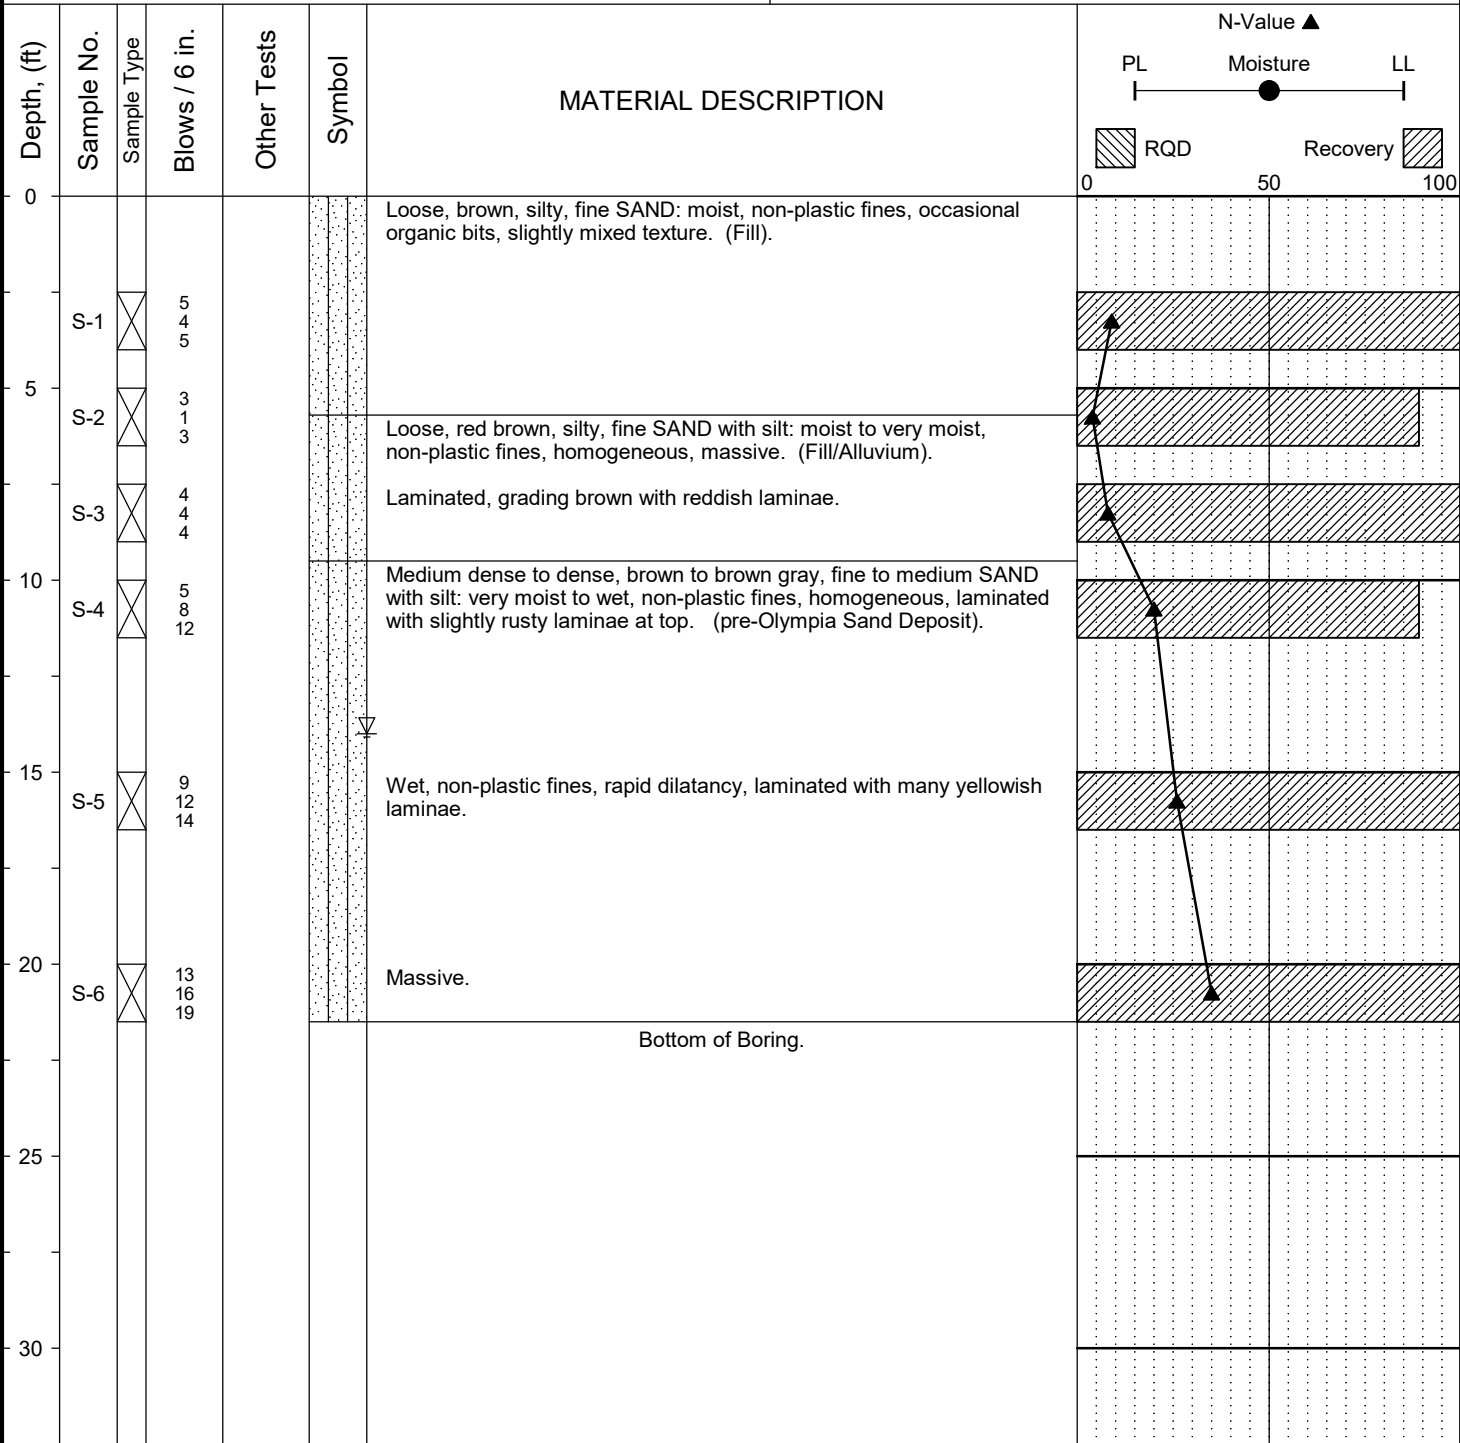 Depth, (ft)
Sample No.
Sample Type
Blows / 6 in.
Other Tests
Symbol
MATERIAL DESCRIPTION
N-Value
PL Moisture LL
RQD Recovery
0 50 100
0
Loose, brown, silty, fine SAND: moist, non-plastic fines, occasional
organic bits, slightly mixed texture. (Fill).
S-1
5
4
5
5
S-2
3
1
3
Loose, red brown, silty, fine SAND with silt: moist to very moist,
non-plastic fines, homogeneous, massive. (Fill/Alluvium).
S-3
4
4
4
Laminated, grading brown with reddish laminae.
10
S-4
5
8
12
Medium dense to dense, brown to brown gray, fine to medium SAND
with silt: very moist to wet, non-plastic fines, homogeneous, laminated
with slightly rusty laminae at top. (pre-Olympia Sand Deposit).
15
S-5
9
12
14
Wet, non-plastic fines, rapid dilatancy, laminated with many yellowish
laminae.
20
S-6
13
16
19
Massive.
Bottom of Boring.
25
30